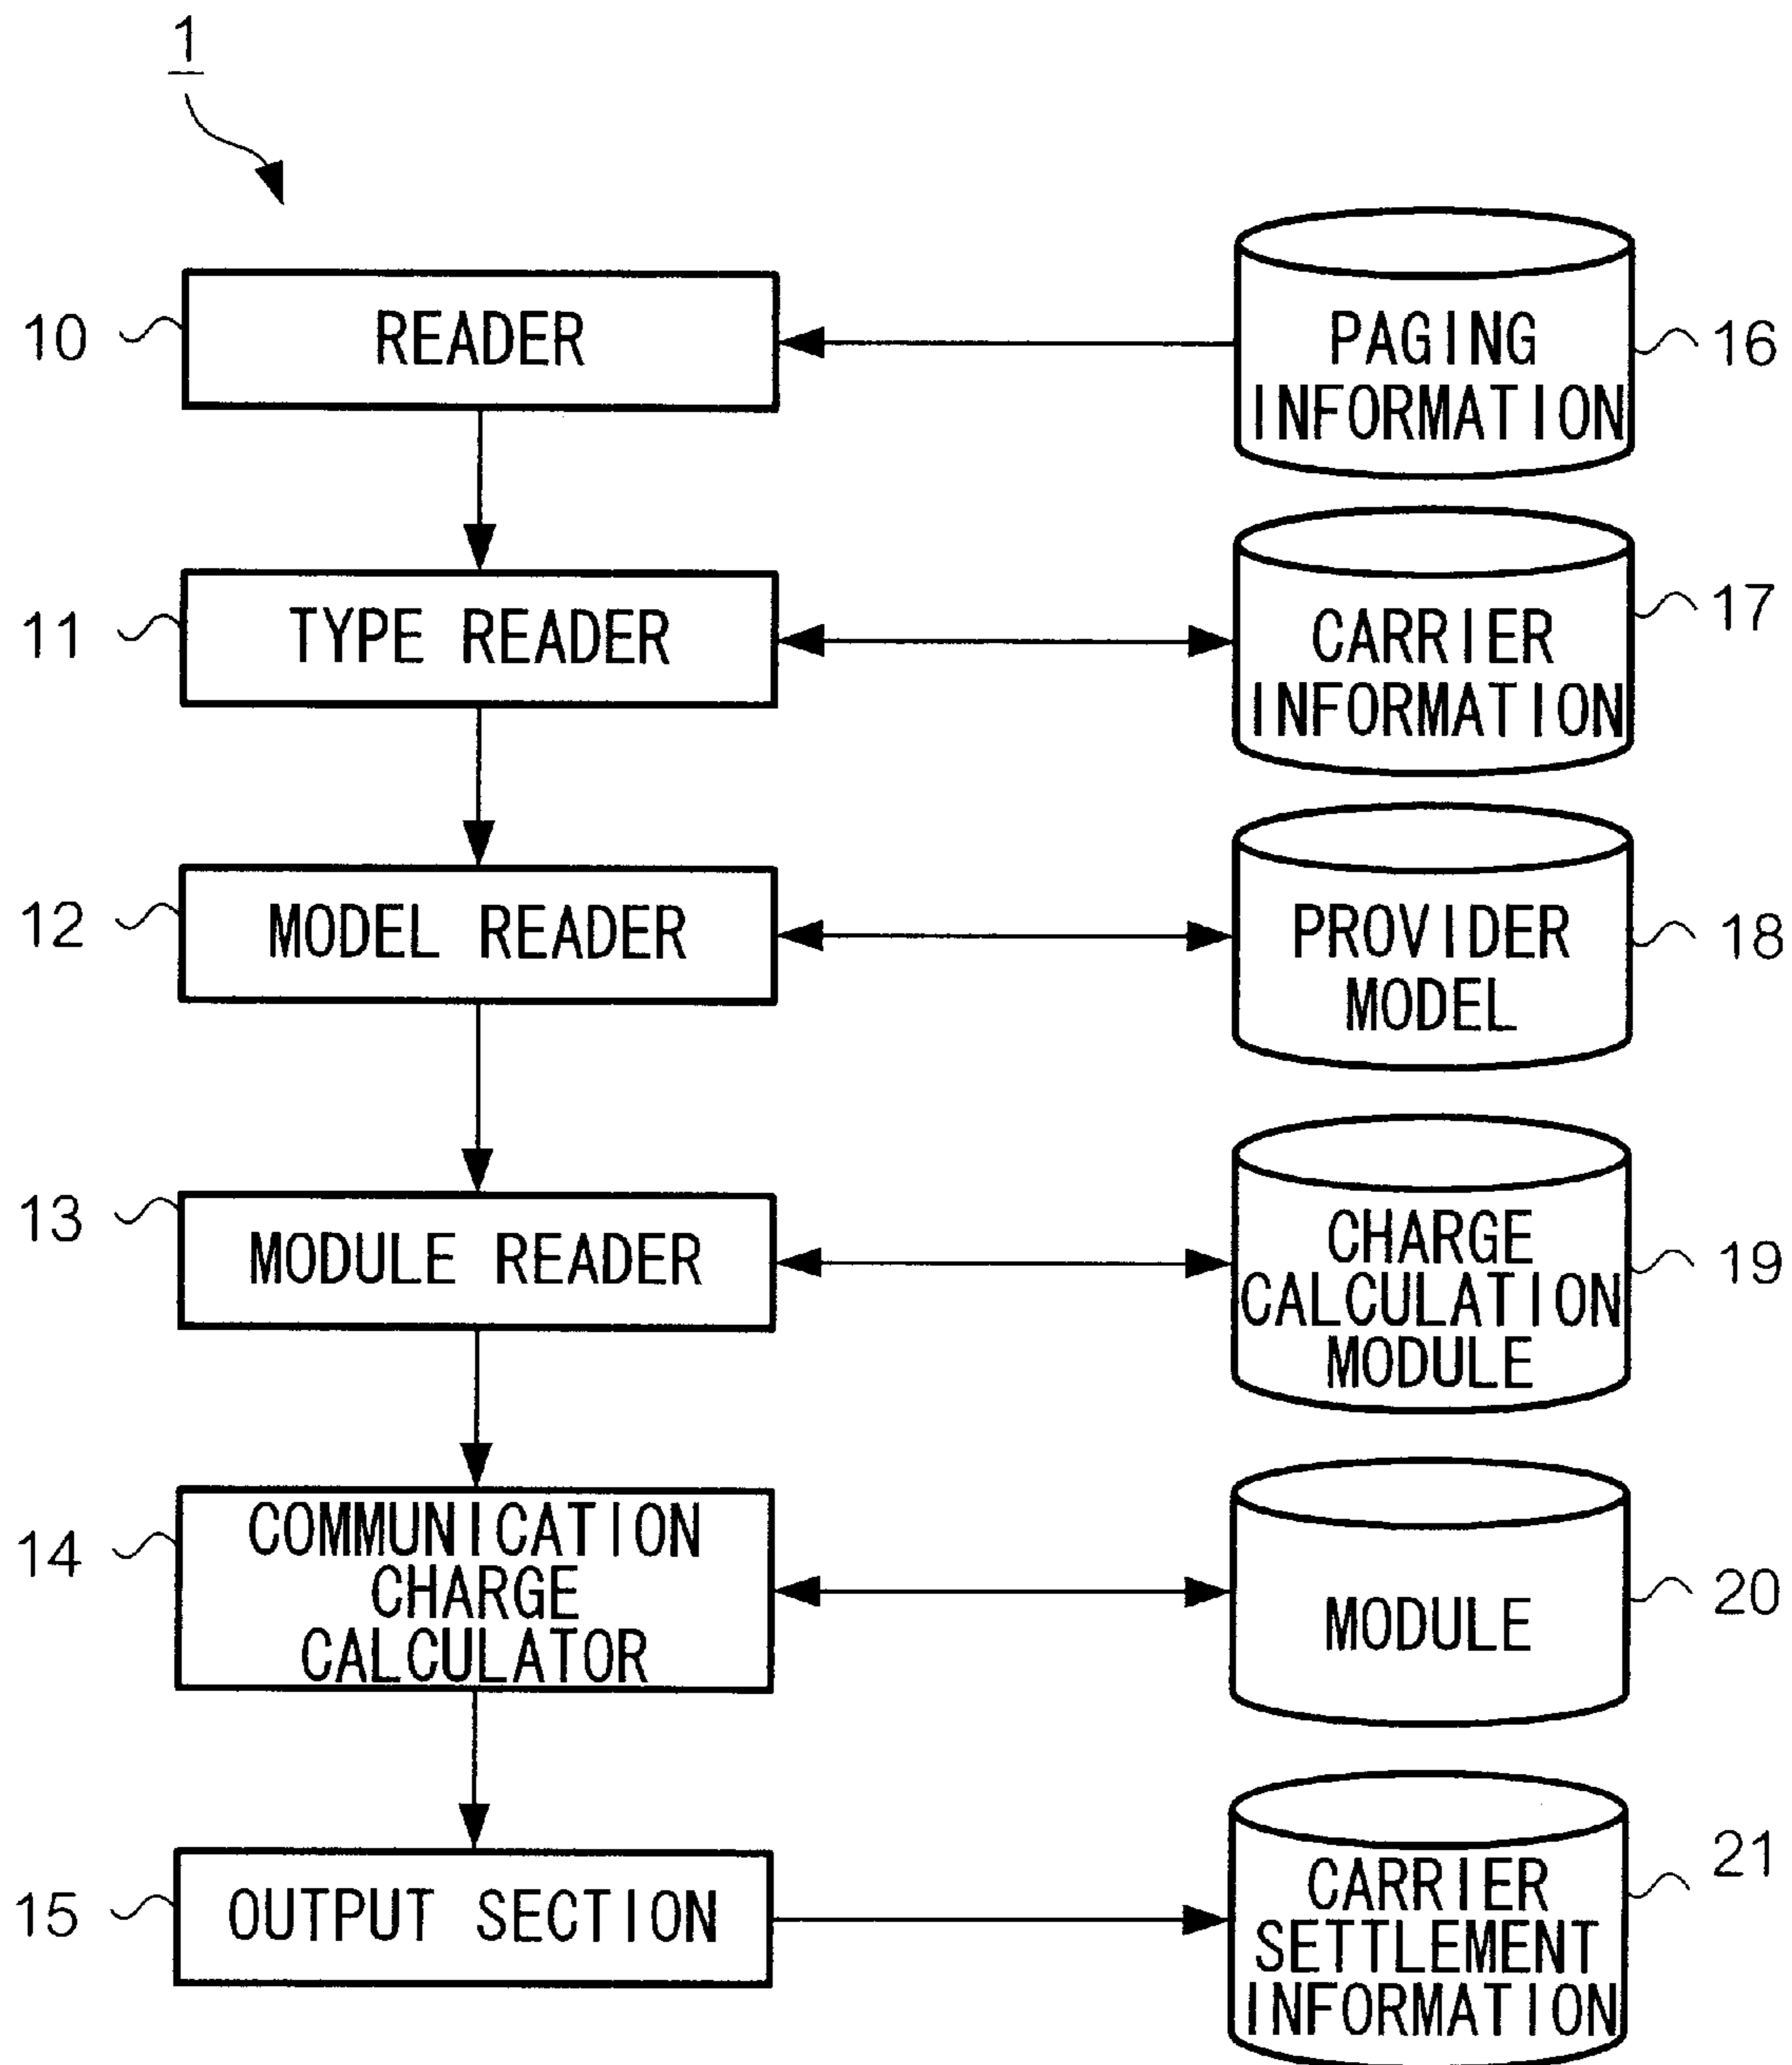 1
10
READER
PAGING
INFORMATION
16
11
TYPE READER
CARRIER
INFORMATION
17
12
MODEL READER
PROVIDER
MODEL
18
13
MODULE READER
CHARGE
CALCULATION
MODULE
19
14
COMMUNICATION
CHARGE
CALCULATOR
MODULE
20
15
OUTPUT SECTION
CARRIER
SETTLEMENT
INFORMATION
21